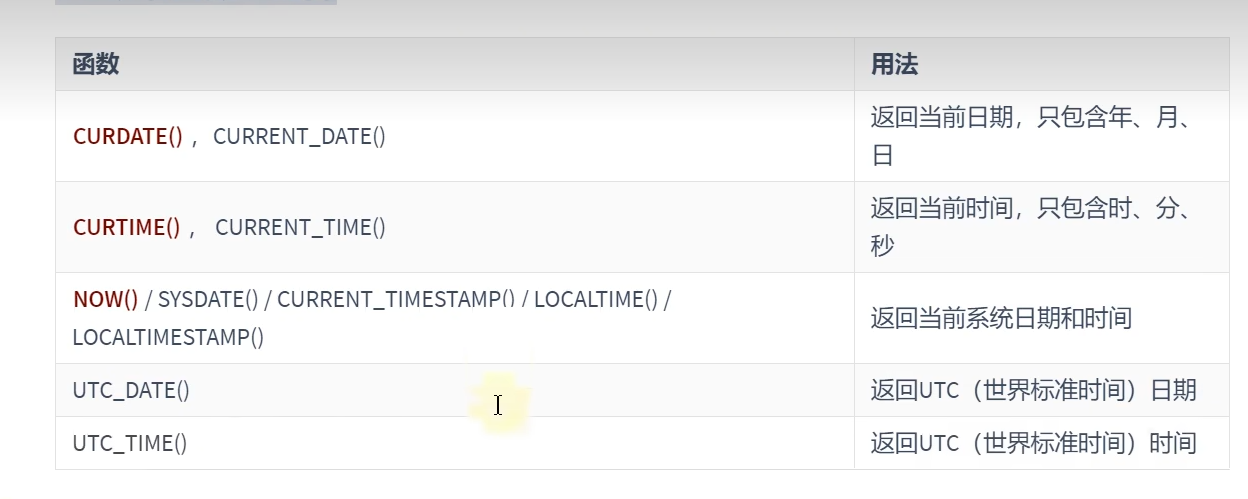 函数
用法
CURDATE() ，CURRENT_DATE()
返回当前日期，只包含年、月、
日
CURTIME() ， CURRENT_TIME()
返回当前时间，只包含时、分、
秒
NOW() / SYSDATE() / CURRENT_TIMESTAMP() / LOCALTIME() /
LOCALTIMESTAMP()
返回当前系统日期和时间
UTC_DATE()
返回UTC（世界标准时间）日期
UTC_TIME()
返回UTC（世界标准时间）时间